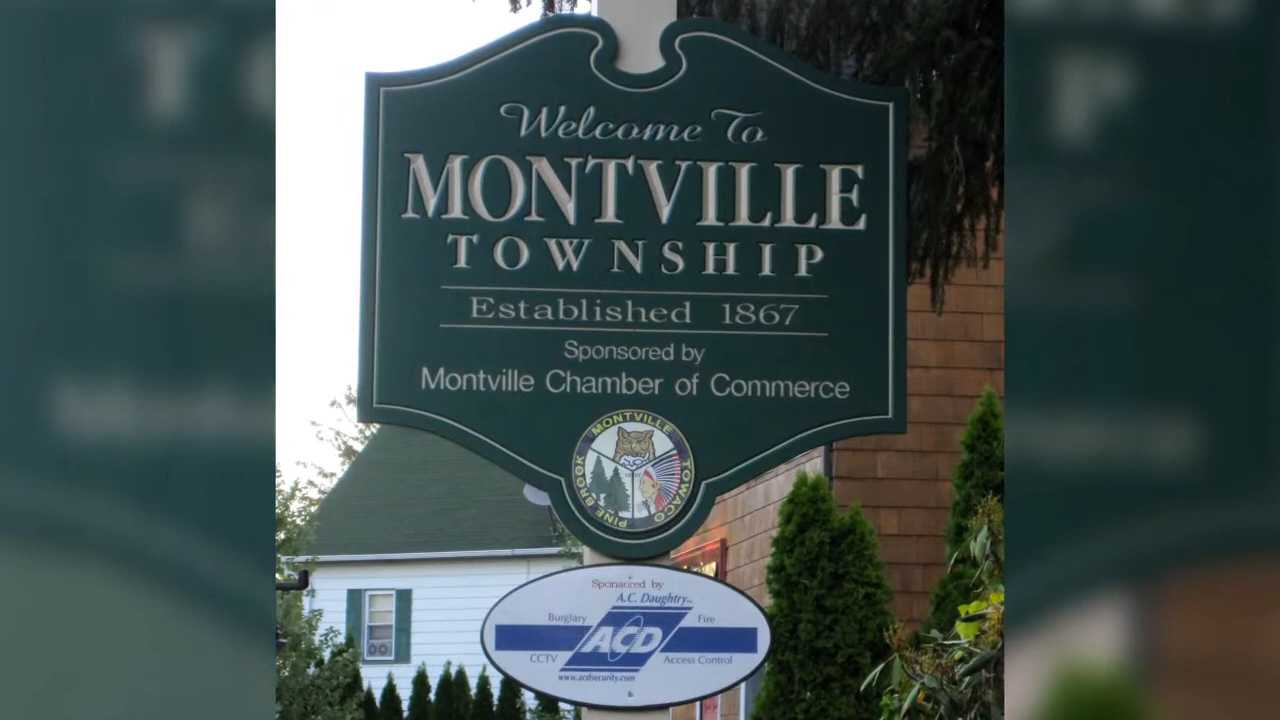 Welcome To
MONTVILLE
TOWNSHIP
Established 1867
Sponsored by
Montville Chamber of Commerce
MONTVILLE
PINE BROOK
TOWACO
Sponsored by
A.C. Daughtry
Burglary Fire
ACD
CCTV Access Control
www.acdsecurity.com
6